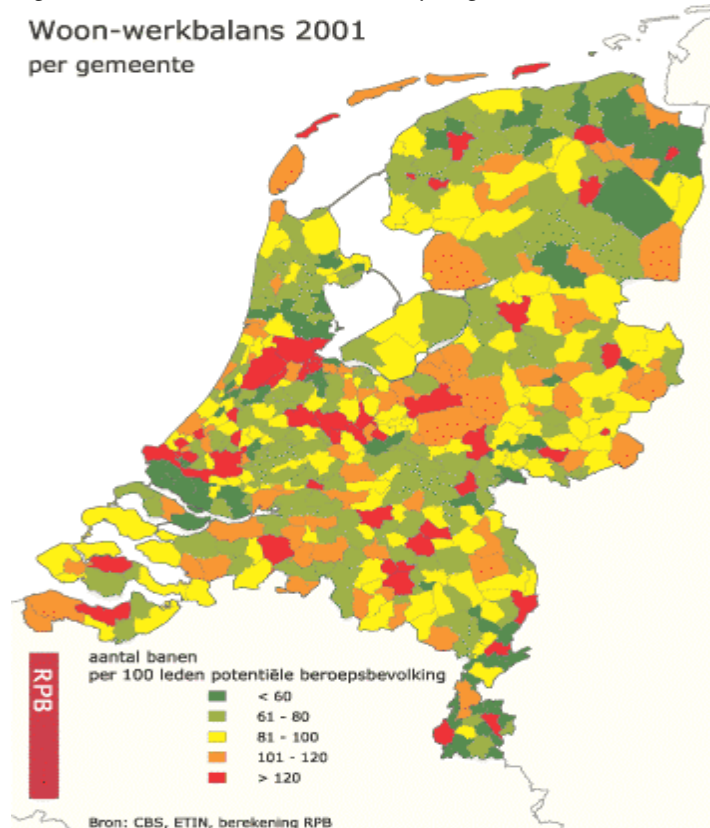 Woon-werkbalans 2001
per gemeente
aantal banen
per 100 leden potentiële beroepsbevolking
< 60
61 - 80
81 - 100
101 - 120
> 120
RPB
Bron: CBS, ETIN, berekening RPB